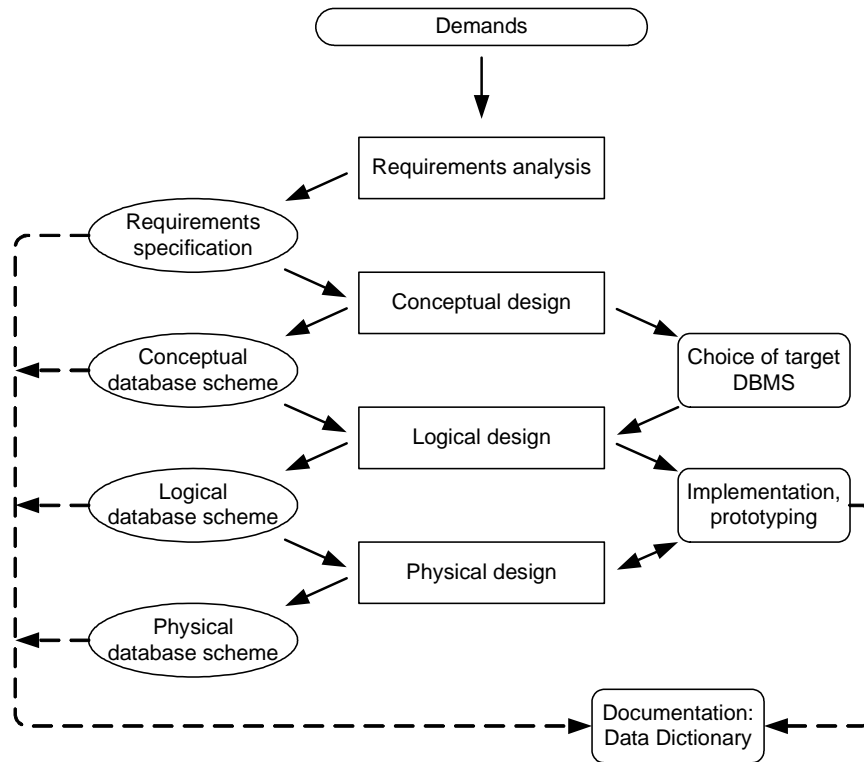 Demands
Requirements analysis
Requirements
specification
Conceptual design
Conceptual
database scheme
Choice of target
DBMS
Logical design
Logical
database scheme
Implementation,
prototyping
Physical design
Physical
database scheme
Documentation:
Data Dictionary